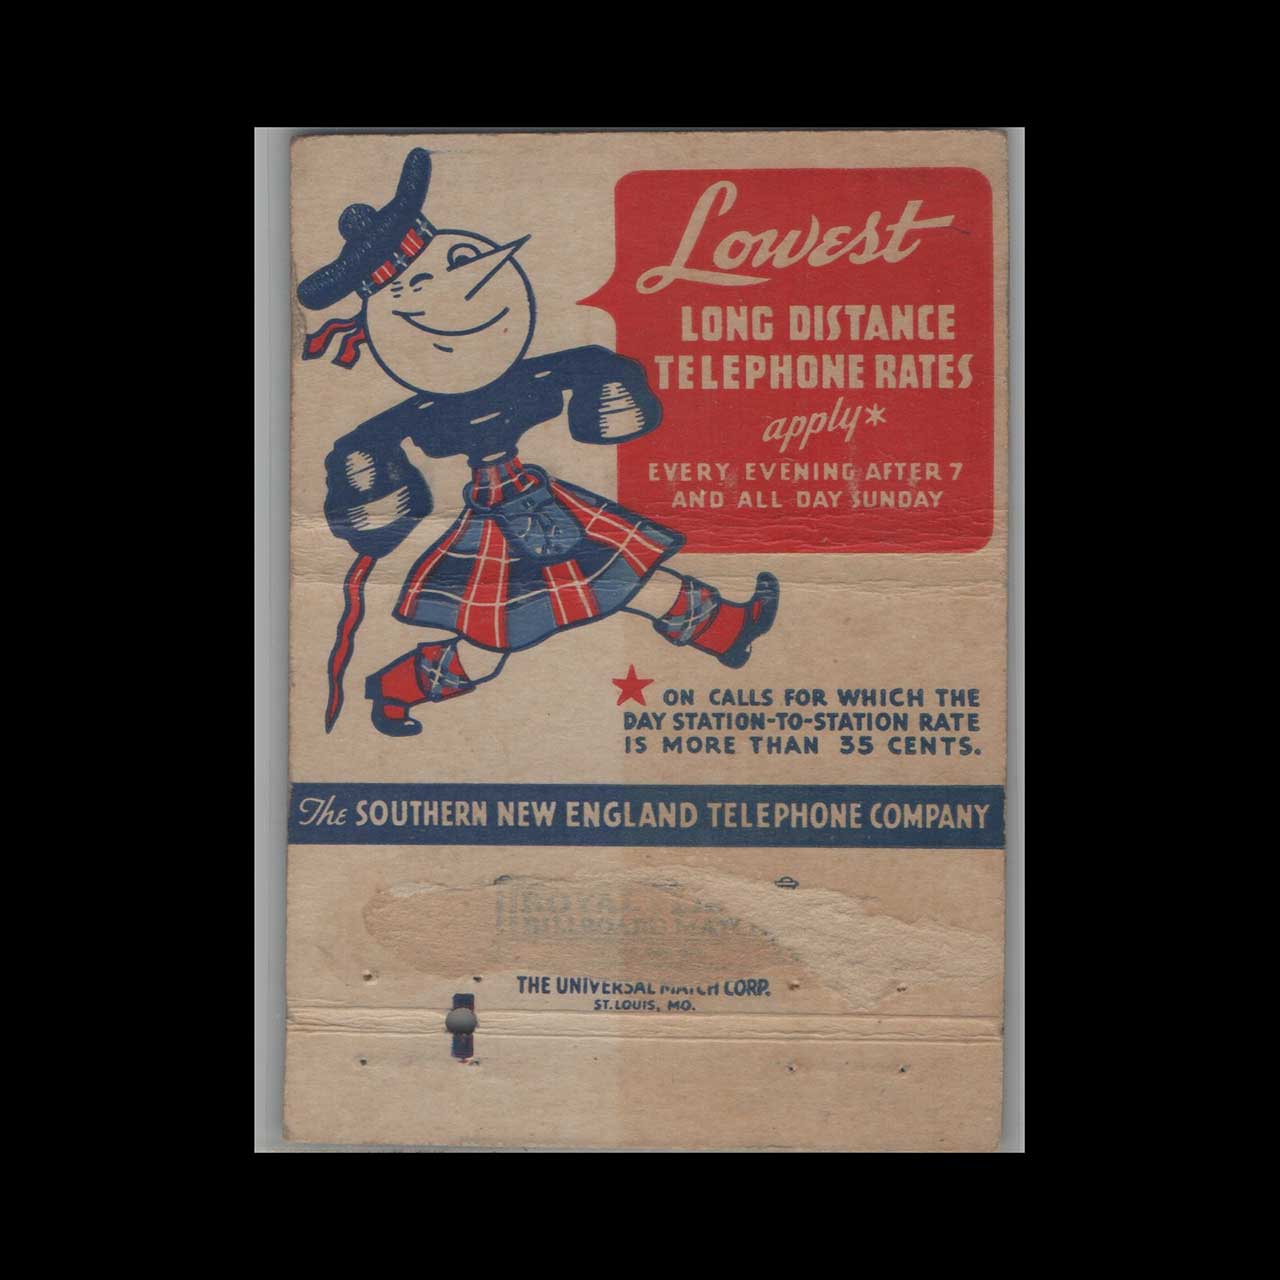 Lowest
LONG DISTANCE
TELEPHONE RATES
apply*
EVERY EVENING AFTER 7
AND ALL DAY SUNDAY
★ ON CALLS FOR WHICH THE
DAY STATION-TO-STATION RATE
IS MORE THAN 35 CENTS.
The SOUTHERN NEW ENGLAND TELEPHONE COMPANY
ROYAL
BILLBOARD
THE UNIVERSAL MATCH CORP.
ST. LOUIS, MO.